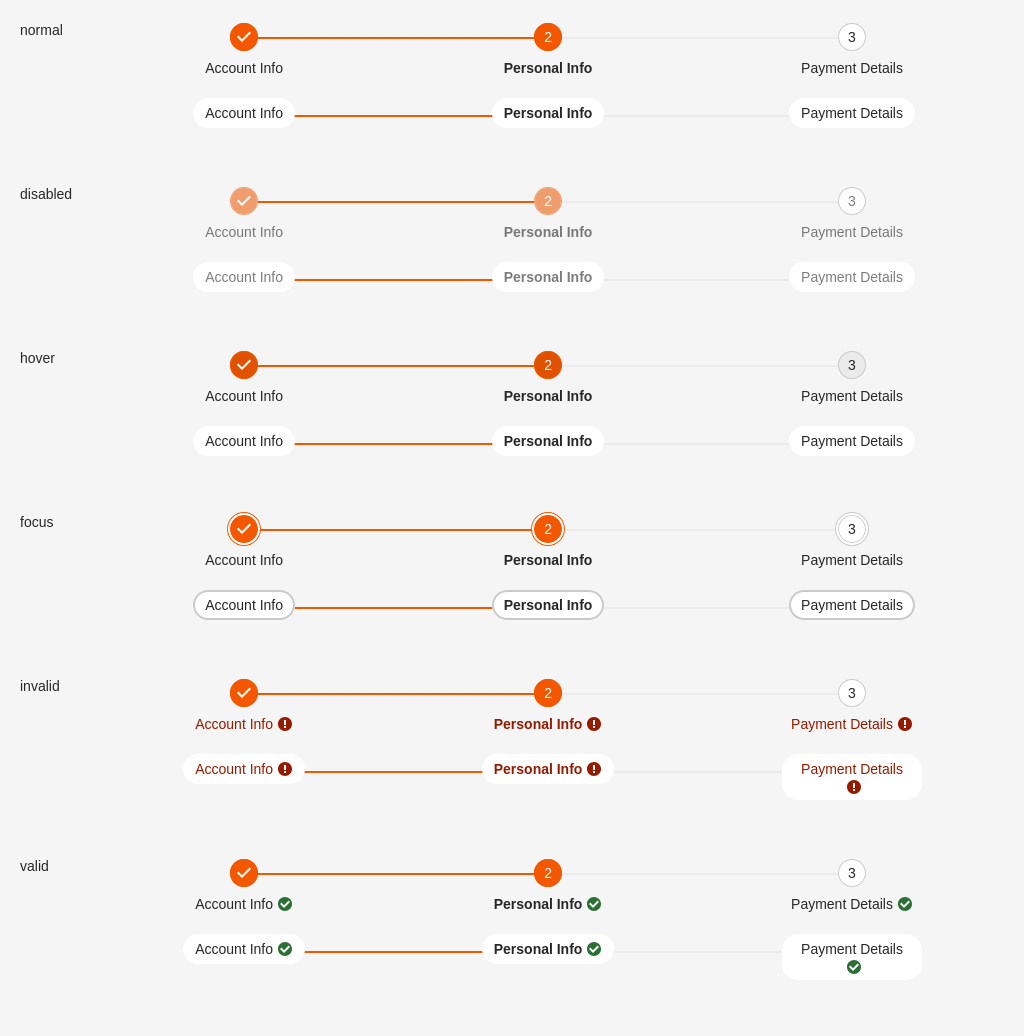 normal
2
3
Account Info
Personal Info
Payment Details
Account Info
Personal Info
Payment Details
disabled
2
3
Account Info
Personal Info
Payment Details
Account Info
Personal Info
Payment Details
hover
2
3
Account Info
Personal Info
Payment Details
Account Info
Personal Info
Payment Details
focus
2
3
Account Info
Personal Info
Payment Details
Account Info
Personal Info
Payment Details
invalid
2
3
Account Info
Personal Info
Payment Details
Account Info
Personal Info
Payment Details
valid
2
3
Account Info
Personal Info
Payment Details
Account Info
Personal Info
Payment Details